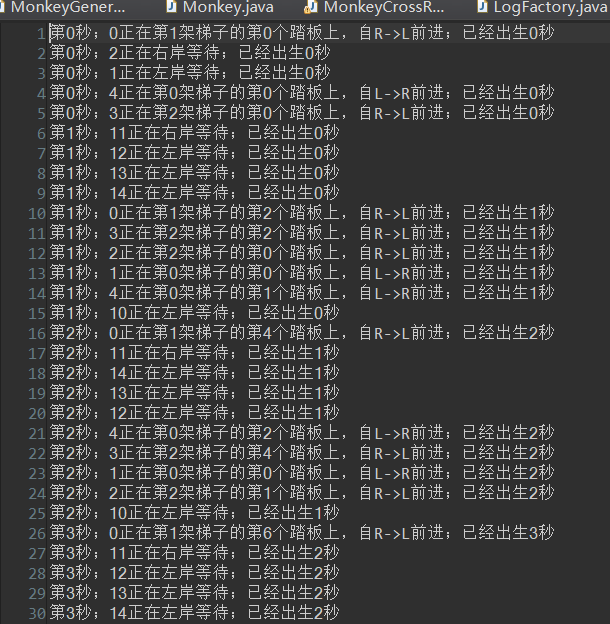 MonkeyGener... Monkey.java MonkeyCrossR... LogFactory.java
1 第0秒；0正在第1架梯子的第0个踏板上，自R->L前进；已经出生0秒
2 第0秒；2正在右岸等待；已经出生0秒
3 第0秒；1正在左岸等待；已经出生0秒
4 第0秒；4正在第0架梯子的第0个踏板上，自L->R前进；已经出生0秒
5 第0秒；3正在第2架梯子的第0个踏板上，自R->L前进；已经出生0秒
6 第1秒；11正在右岸等待；已经出生0秒
7 第1秒；12正在左岸等待；已经出生0秒
8 第1秒；13正在左岸等待；已经出生0秒
9 第1秒；14正在左岸等待；已经出生0秒
10 第1秒；0正在第1架梯子的第2个踏板上，自R->L前进；已经出生1秒
11 第1秒；3正在第2架梯子的第2个踏板上，自R->L前进；已经出生1秒
12 第1秒；2正在第2架梯子的第0个踏板上，自R->L前进；已经出生1秒
13 第1秒；1正在第0架梯子的第0个踏板上，自L->R前进；已经出生1秒
14 第1秒；4正在第0架梯子的第1个踏板上，自L->R前进；已经出生1秒
15 第1秒；10正在左岸等待；已经出生0秒
16 第2秒；0正在第1架梯子的第4个踏板上，自R->L前进；已经出生2秒
17 第2秒；11正在右岸等待；已经出生1秒
18 第2秒；14正在左岸等待；已经出生1秒
19 第2秒；13正在左岸等待；已经出生1秒
20 第2秒；12正在左岸等待；已经出生1秒
21 第2秒；4正在第0架梯子的第2个踏板上，自L->R前进；已经出生2秒
22 第2秒；3正在第2架梯子的第4个踏板上，自R->L前进；已经出生2秒
23 第2秒；1正在第0架梯子的第0个踏板上，自L->R前进；已经出生2秒
24 第2秒；2正在第2架梯子的第1个踏板上，自R->L前进；已经出生2秒
25 第2秒；10正在左岸等待；已经出生1秒
26 第3秒；0正在第1架梯子的第6个踏板上，自R->L前进；已经出生3秒
27 第3秒；11正在右岸等待；已经出生2秒
28 第3秒；12正在左岸等待；已经出生2秒
29 第3秒；13正在左岸等待；已经出生2秒
30 第3秒；14正在左岸等待；已经出生2秒